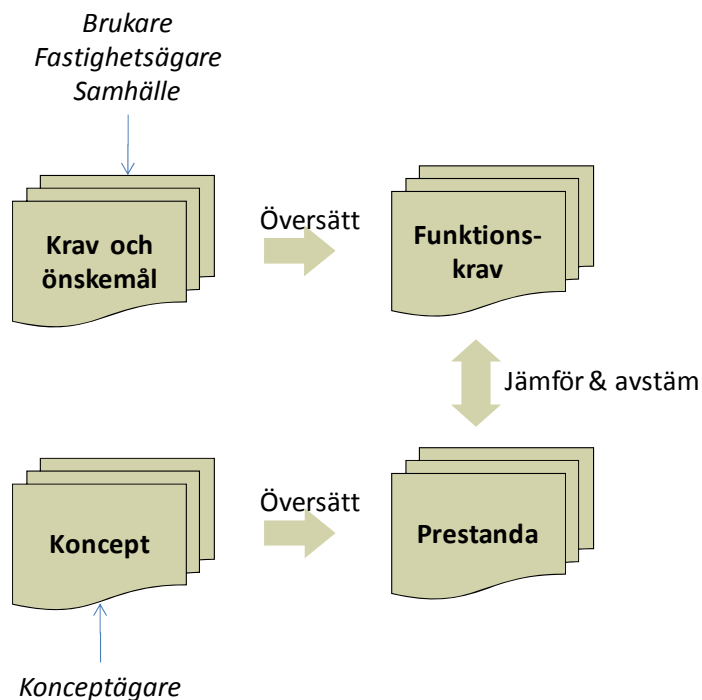 Brukare
Fastighetsägare
Samhälle
Krav och
önskemål
Översätt
Funktions-
krav
Jämför & avstäm
Koncept
Översätt
Prestanda
Konceptägare